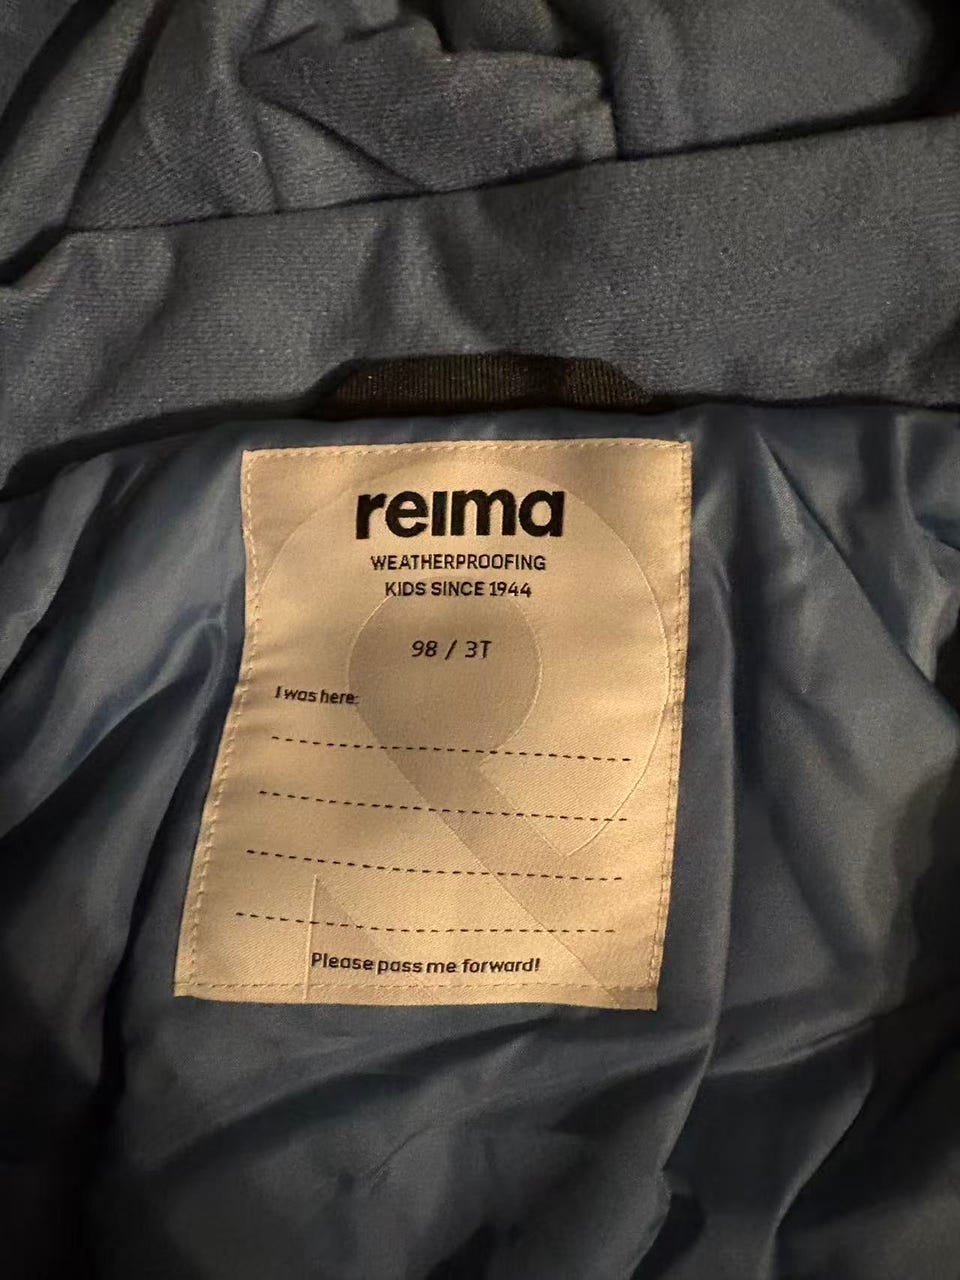 reima
WEATHERPROOFING
KIDS SINCE 1944
98 / 3T
I was here:
Please pass me forward!